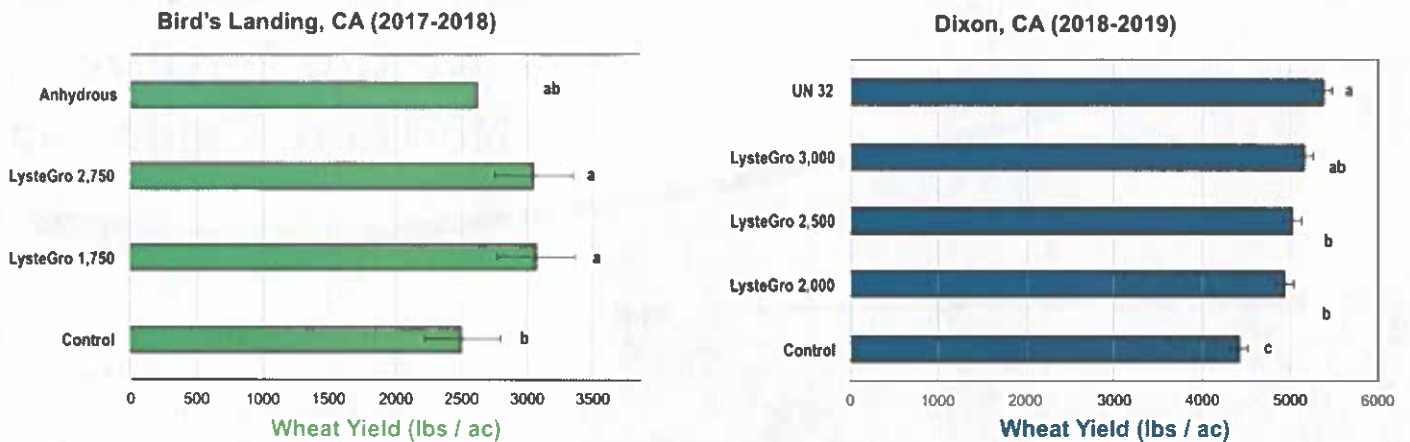 Bird's Landing, CA (2017-2018)
Anhydrous
ab
LysteGro 2,750
a
LysteGro 1,750
a
Control
b
0 500 1000 1500 2000 2500 3000 3500
Wheat Yield (lbs / ac)
Dixon, CA (2018-2019)
UN 32
a
LysteGro 3,000
ab
LysteGro 2,500
b
LysteGro 2,000
b
Control
c
0 1000 2000 3000 4000 5000 6000
Wheat Yield (lbs / ac)